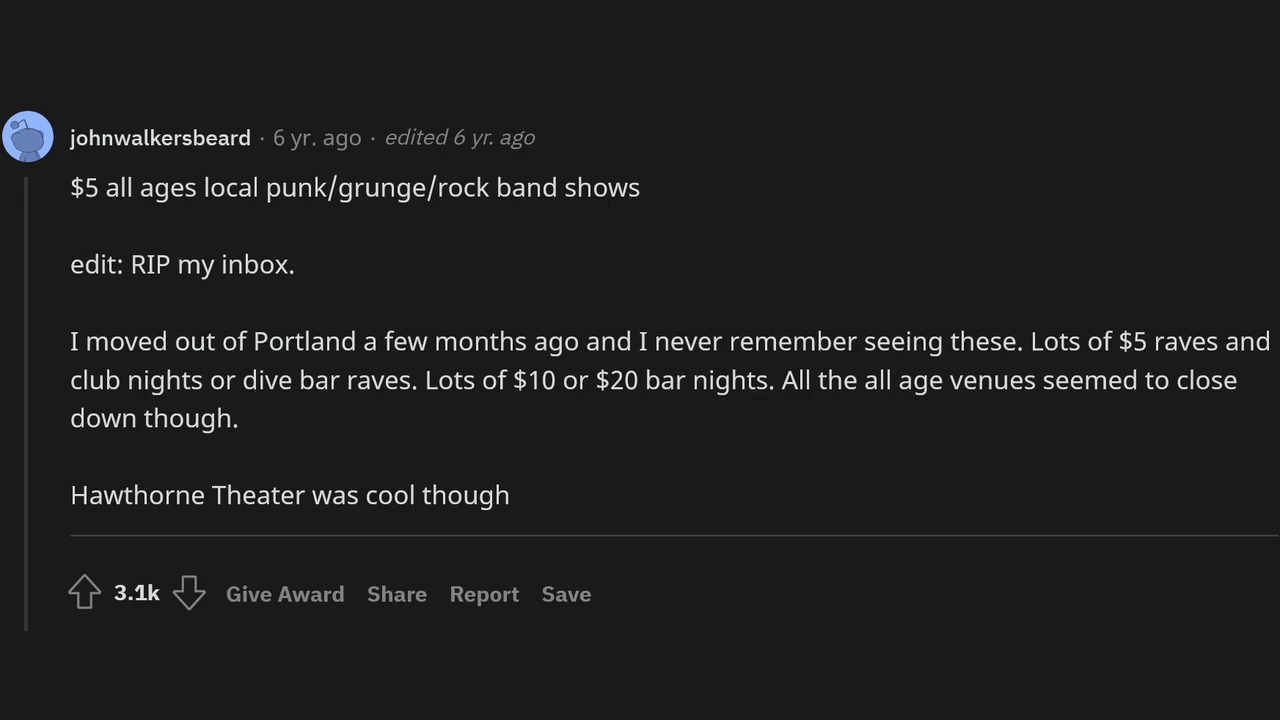 johnwalkersbeard · 6 yr. ago · edited 6 yr. ago
$5 all ages local punk/grunge/rock band shows
edit: RIP my inbox.
I moved out of Portland a few months ago and I never remember seeing these. Lots of $5 raves and
club nights or dive bar raves. Lots of $10 or $20 bar nights. All the all age venues seemed to close
down though.
Hawthorne Theater was cool though
3.1k Give Award Share Report Save